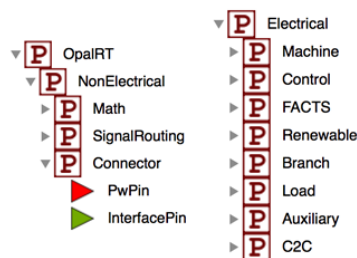 P OpalRT
P NonElectrical
P Math
P SignalRouting
P Connector
PwPin
InterfacePin
P Electrical
P Machine
P Control
P FACTS
P Renewable
P Branch
P Load
P Auxiliary
P C2C